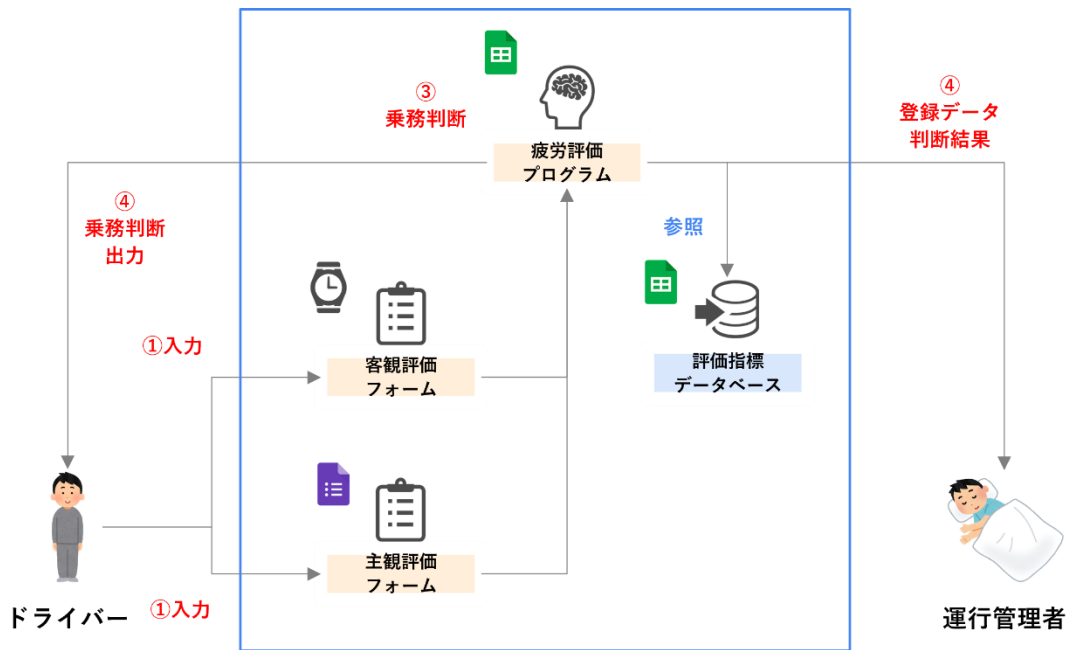 ③
乗務判断
④
登録データ
判断結果
疲労評価
プログラム
④
乗務判断
出力
参照
①入力
客観評価
フォーム
評価指標
データベース
主観評価
フォーム
①入力
ドライバー
運行管理者